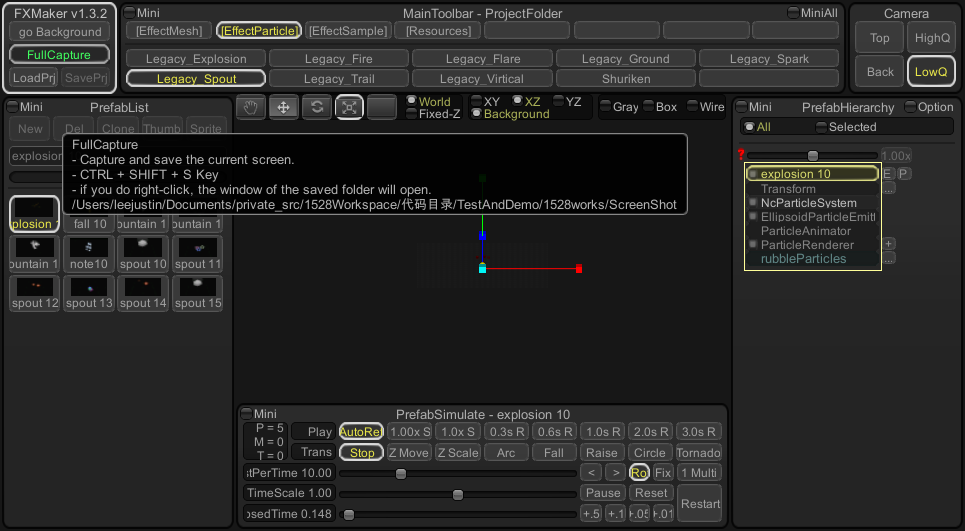 FXMaker v1.3.2
go Background
FullCapture
LoadPrj SavePrj
Mini MainToolbar - ProjectFolder MiniAll
[EffectMesh] [EffectParticle] [EffectSample] [Resources]
Legacy_Explosion Legacy_Fire Legacy_Flare Legacy_Ground Legacy_Spark
Legacy_Spout Legacy_Trail Legacy_Virtical Shuriken
Camera
Top HighQ
Back LowQ
Mini PrefabList
New Del Clone Thumb Sprite
explosion
plosion 1 fall 10
ountain 1 ountain 1
ountain 1 note10 spout 10 spout 11
spout 12 spout 13 spout 14 spout 15
World XY XZ YZ Gray Box Wire
Fixed-Z Background
FullCapture
- Capture and save the current screen.
- CTRL + SHIFT + S Key
- if you do right-click, the window of the saved folder will open.
/Users/leejustin/Documents/private_src/1528Workspace/代码目录/TestAndDemo/1528works/ScreenShot
Mini PrefabHierarchy Option
All Selected
? 1.00x
explosion 10 E P
Transform ...
NcParticleSystem
EllipsoidParticleEmitt
ParticleAnimator
ParticleRenderer +
rubbleParticles ...
Mini PrefabSimulate - explosion 10
P = 5
M = 0
T = 0
Play AutoRet 1.00x S 1.0x S 0.3s R 0.6s R 1.0s R 2.0s R 3.0s R
Trans Stop Z Move Z Scale Arc Fall Raise Circle Tornado
stPerTime 10.00 < > Ro Fix 1 Multi
TimeScale 1.00 Pause Reset Restart
osedTime 0.148 +.5 +.1 +.05 +.01